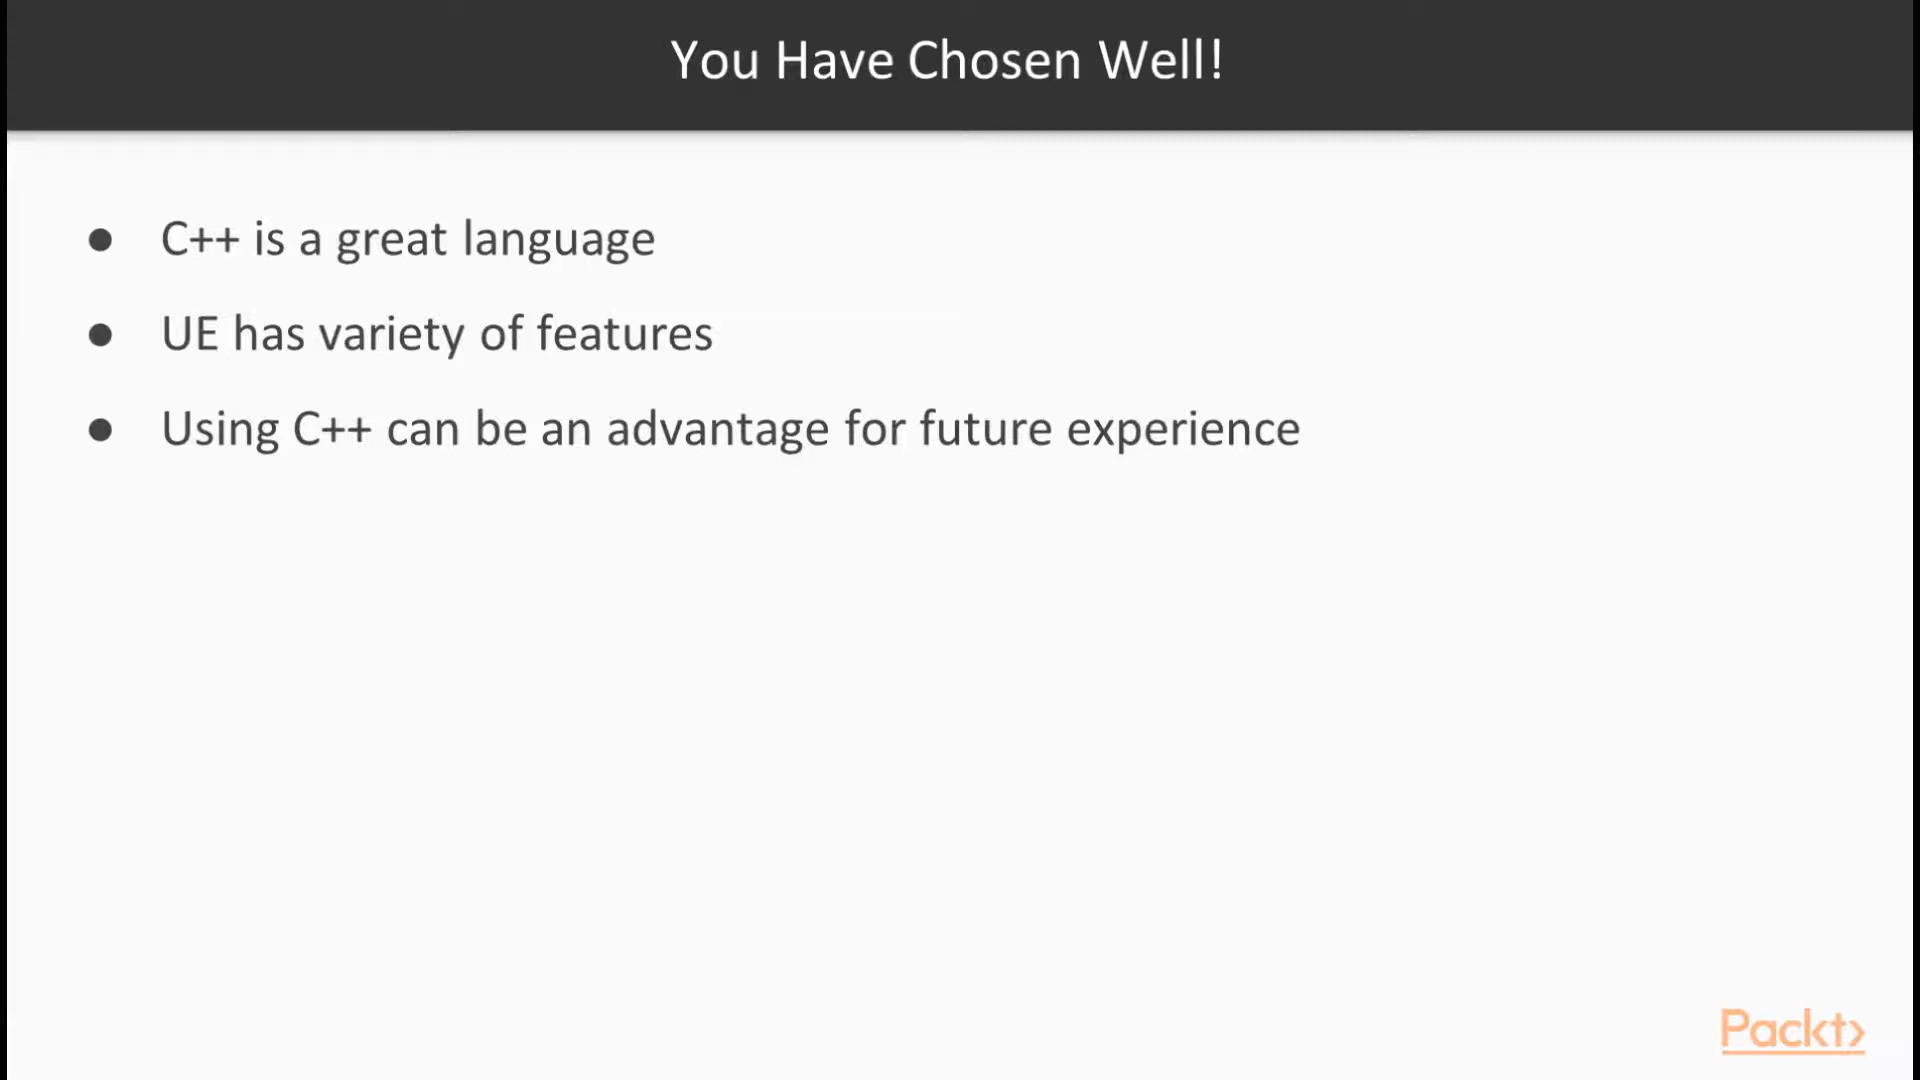 You Have Chosen Well!
● C++ is a great language
● UE has variety of features
● Using C++ can be an advantage for future experience
Packt>